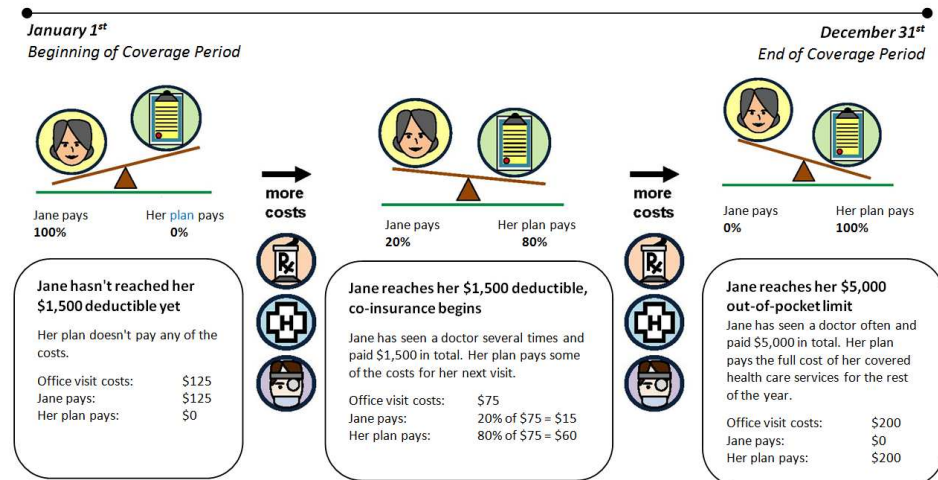 January 1st
Beginning of Coverage Period
December 31st
End of Coverage Period
Jane pays
100%
Her plan pays
0%
more
costs
Jane pays
20%
Her plan pays
80%
more
costs
Jane pays
0%
Her plan pays
100%
Jane hasn't reached her
$1,500 deductible yet
Her plan doesn't pay any of the
costs.
Office visit costs: $125
Jane pays: $125
Her plan pays: $0
Rx
H
Jane reaches her $1,500 deductible,
co-insurance begins
Jane has seen a doctor several times and
paid $1,500 in total. Her plan pays some
of the costs for her next visit.
Office visit costs: $75
Jane pays: 20% of $75 = $15
Her plan pays: 80% of $75 = $60
Rx
H
Jane reaches her $5,000
out-of-pocket limit
Jane has seen a doctor often and
paid $5,000 in total. Her plan
pays the full cost of her covered
health care services for the rest
of the year.
Office visit costs: $200
Jane pays: $0
Her plan pays: $200